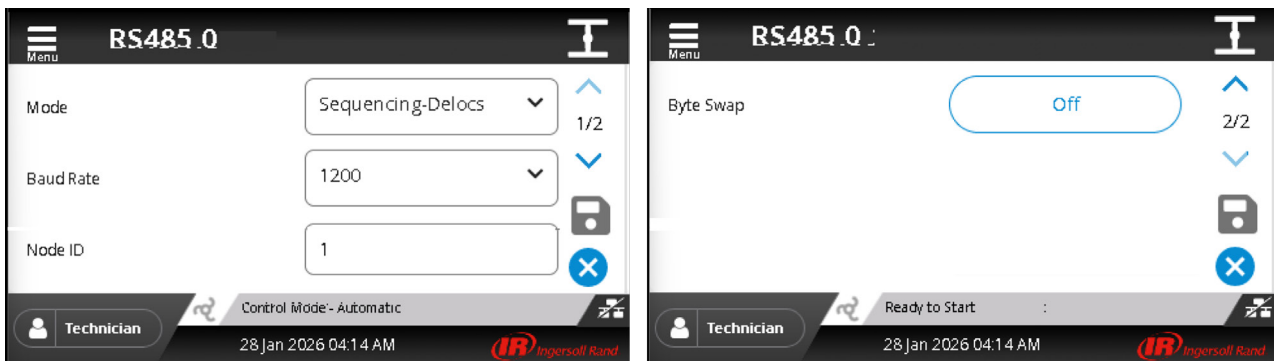 RS485.0
Menu
Mode
Sequencing-Delocs
1/2
Baud Rate
1200
Node ID
1
Control Mode - Automatic
Technician
28 Jan 2026 04:14 AM
IR Ingersoll Rand
RS485.0 :
Menu
Byte Swap
Off
2/2
Ready to Start :
Technician
28 Jan 2026 04:14 AM
IR Ingersoll Rand